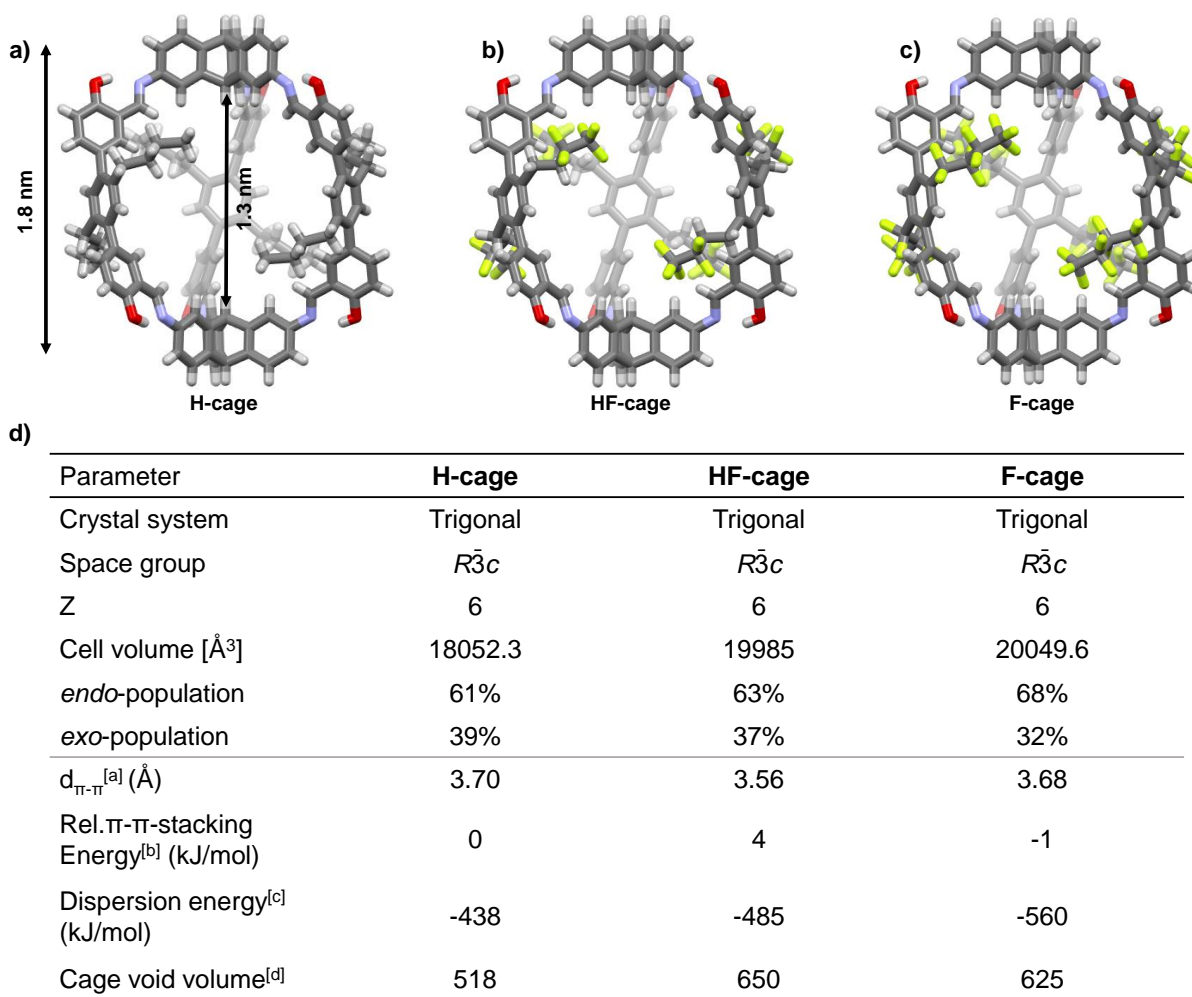 a)
b)
c)
1.8 nm
1.3 nm
H-cage
HF-cage
F-cage
d)
Parameter H-cage HF-cage F-cage
Crystal system Trigonal Trigonal Trigonal
Space group R3̄c R3̄c R3̄c
Z 6 6 6
Cell volume [Å³] 18052.3 19985 20049.6
endo-population 61% 63% 68%
exo-population 39% 37% 32%
dπ-π[a] (Å) 3.70 3.56 3.68
Rel.π-π-stacking
Energy[b] (kJ/mol) 0 4 -1
Dispersion energy[c]
(kJ/mol) -438 -485 -560
Cage void volume[d] 518 650 625